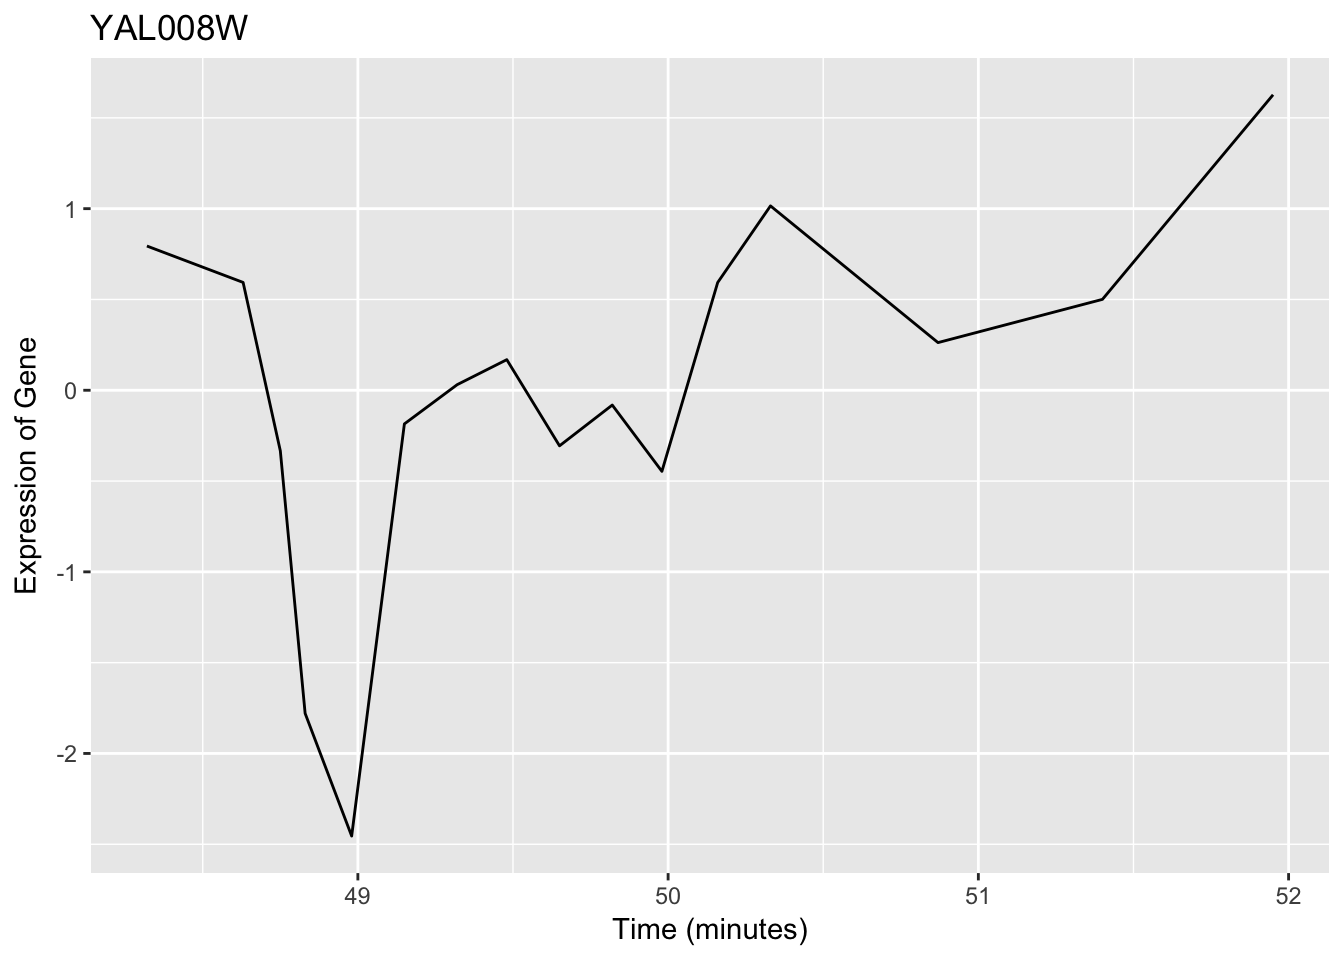 YAL008W
Expression of Gene
1
0
-1
-2
49
50
51
52
Time (minutes)